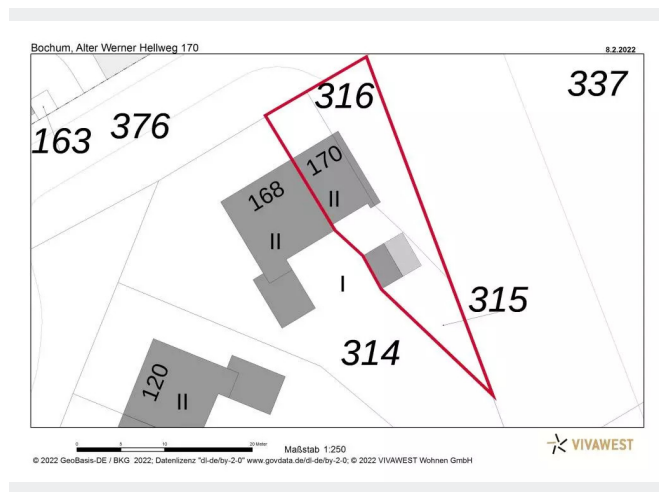 Bochum, Alter Werner Hellweg 170
8.2.2022
316
337
163
376
170
168
II
II
I
315
314
120
II
0 5 10 20 Meter
Maßstab 1:250
VIVAWEST
© 2022 GeoBasis-DE / BKG 2022; Datenlizenz "dl-de/by-2-0" www.govdata.de/dl-de/by-2-0; © 2022 VIVAWEST Wohnen GmbH